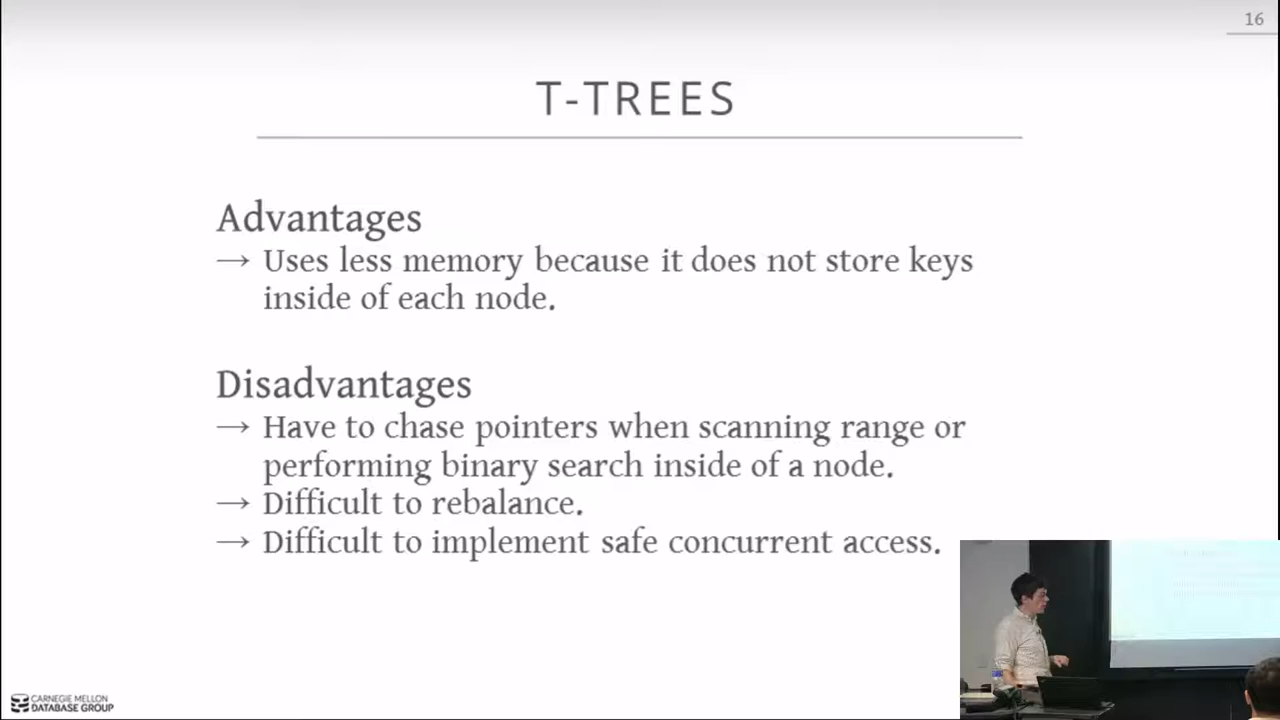 16
T-TREES
Advantages
→ Uses less memory because it does not store keys
inside of each node.
Disadvantages
→ Have to chase pointers when scanning range or
performing binary search inside of a node.
→ Difficult to rebalance.
→ Difficult to implement safe concurrent access.
CARNEGIE MELLON
DATABASE GROUP